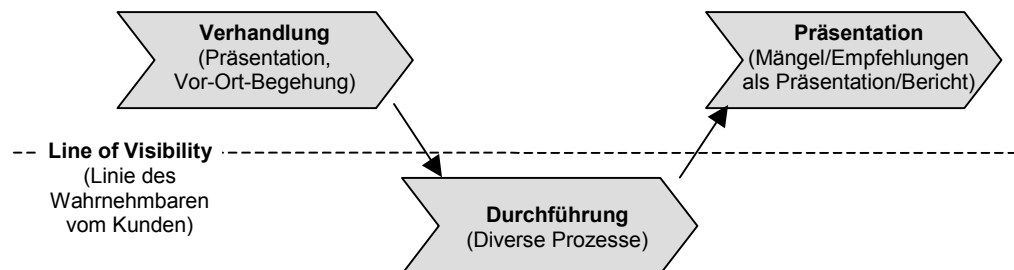 Verhandlung
(Präsentation,
Vor-Ort-Begehung)
Präsentation
(Mängel/Empfehlungen
als Präsentation/Bericht)
Line of Visibility
(Linie des
Wahrnehmbaren
vom Kunden)
Durchführung
(Diverse Prozesse)